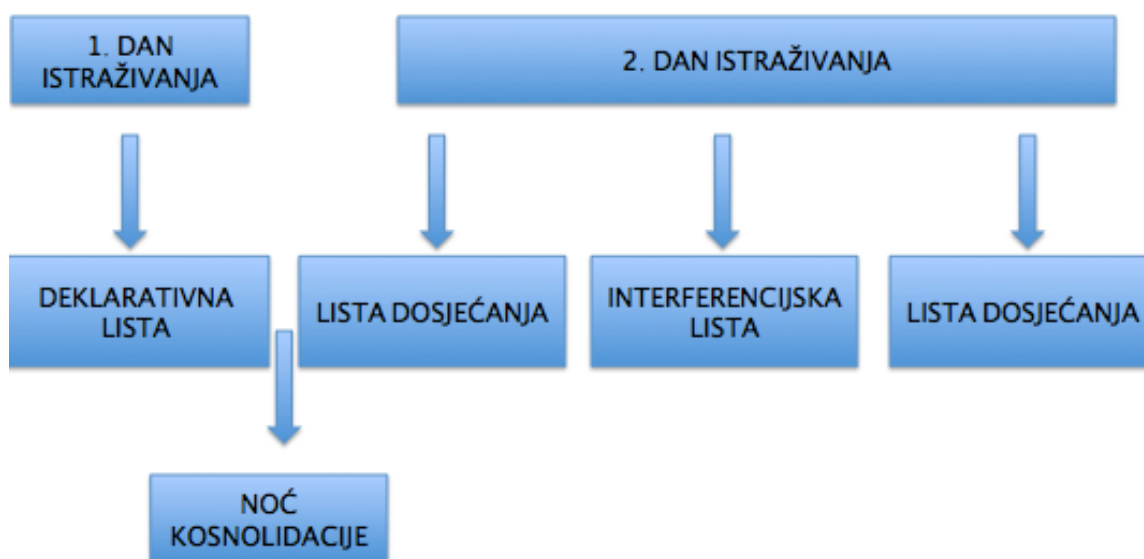 1. DAN
ISTRAŽIVANJA
2. DAN ISTRAŽIVANJA
DEKLARATIVNA
LISTA
LISTA DOSJEĆANJA
INTERFERENCIJSKA
LISTA
LISTA DOSJEĆANJA
NOĆ
KOSNOLIDACIJE